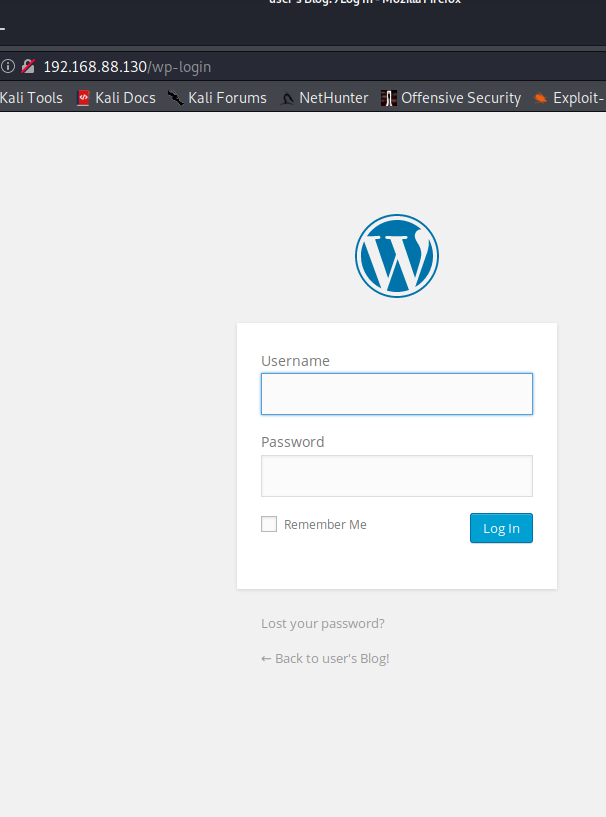 user's Blog! › Log In - Mozilla Firefox
192.168.88.130/wp-login
Kali Tools Kali Docs Kali Forums NetHunter Offensive Security Exploit-
Username
Password
Remember Me Log In
Lost your password?
← Back to user's Blog!